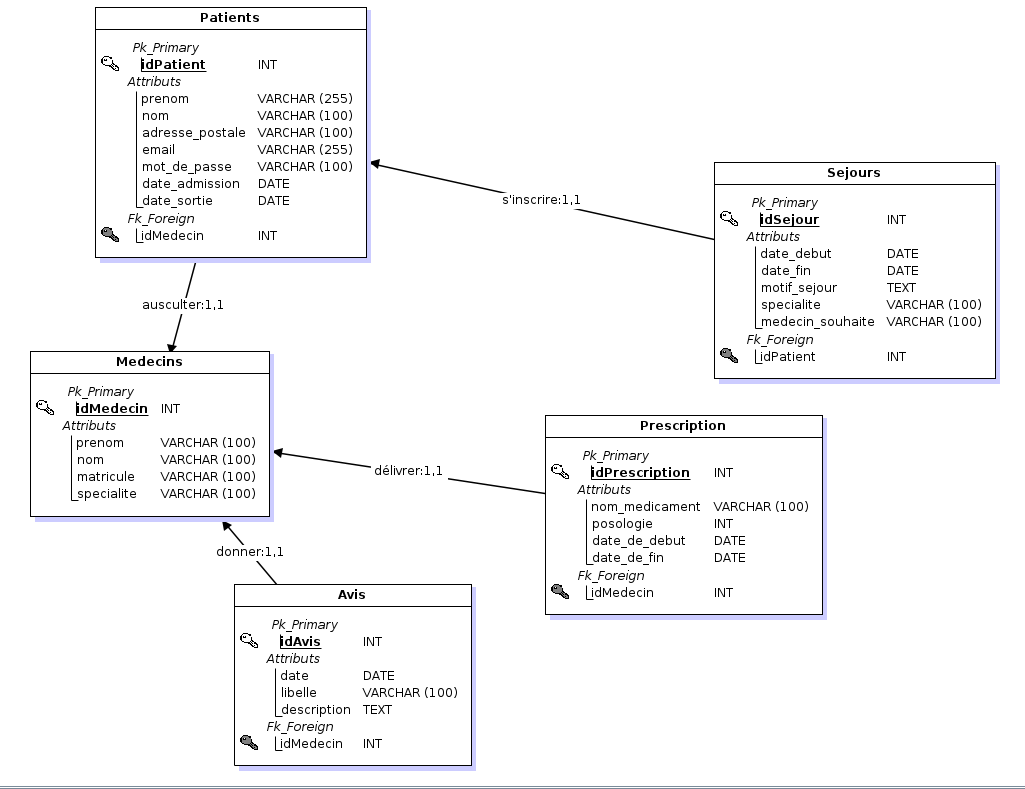 Patients
Pk_Primary
idPatient INT
Attributs
prenom VARCHAR (255)
nom VARCHAR (100)
adresse_postale VARCHAR (100)
email VARCHAR (255)
mot_de_passe VARCHAR (100)
date_admission DATE
date_sortie DATE
Fk_Foreign
idMedecin INT
s'inscrire:1,1
Sejours
Pk_Primary
idSejour INT
Attributs
date_debut DATE
date_fin DATE
motif_sejour TEXT
specialite VARCHAR (100)
medecin_souhaite VARCHAR (100)
Fk_Foreign
idPatient INT
ausculter:1,1
Medecins
Pk_Primary
idMedecin INT
Attributs
prenom VARCHAR (100)
nom VARCHAR (100)
matricule VARCHAR (100)
specialite VARCHAR (100)
délivrer:1,1
Prescription
Pk_Primary
idPrescription INT
Attributs
nom_medicament VARCHAR (100)
posologie INT
date_de_debut DATE
date_de_fin DATE
Fk_Foreign
idMedecin INT
donner:1,1
Avis
Pk_Primary
idAvis INT
Attributs
date DATE
libelle VARCHAR (100)
description TEXT
Fk_Foreign
idMedecin INT